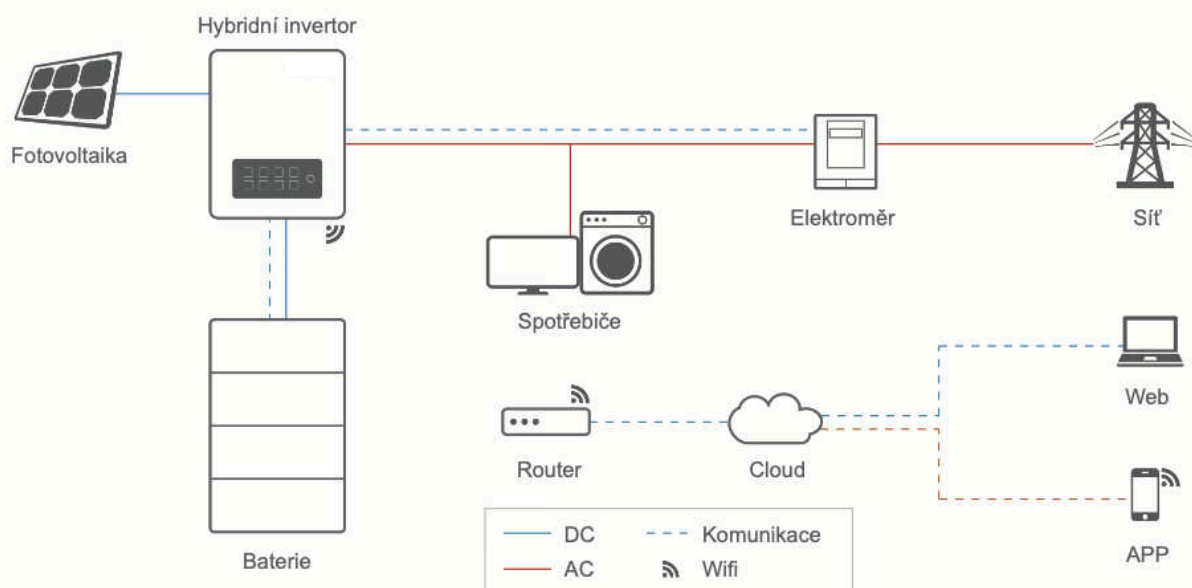 Hybridní invertor
Fotovoltaika
Elektroměr
Síť
Spotřebiče
Web
Router
Cloud
Baterie
DC
Komunikace
AC
Wifi
APP